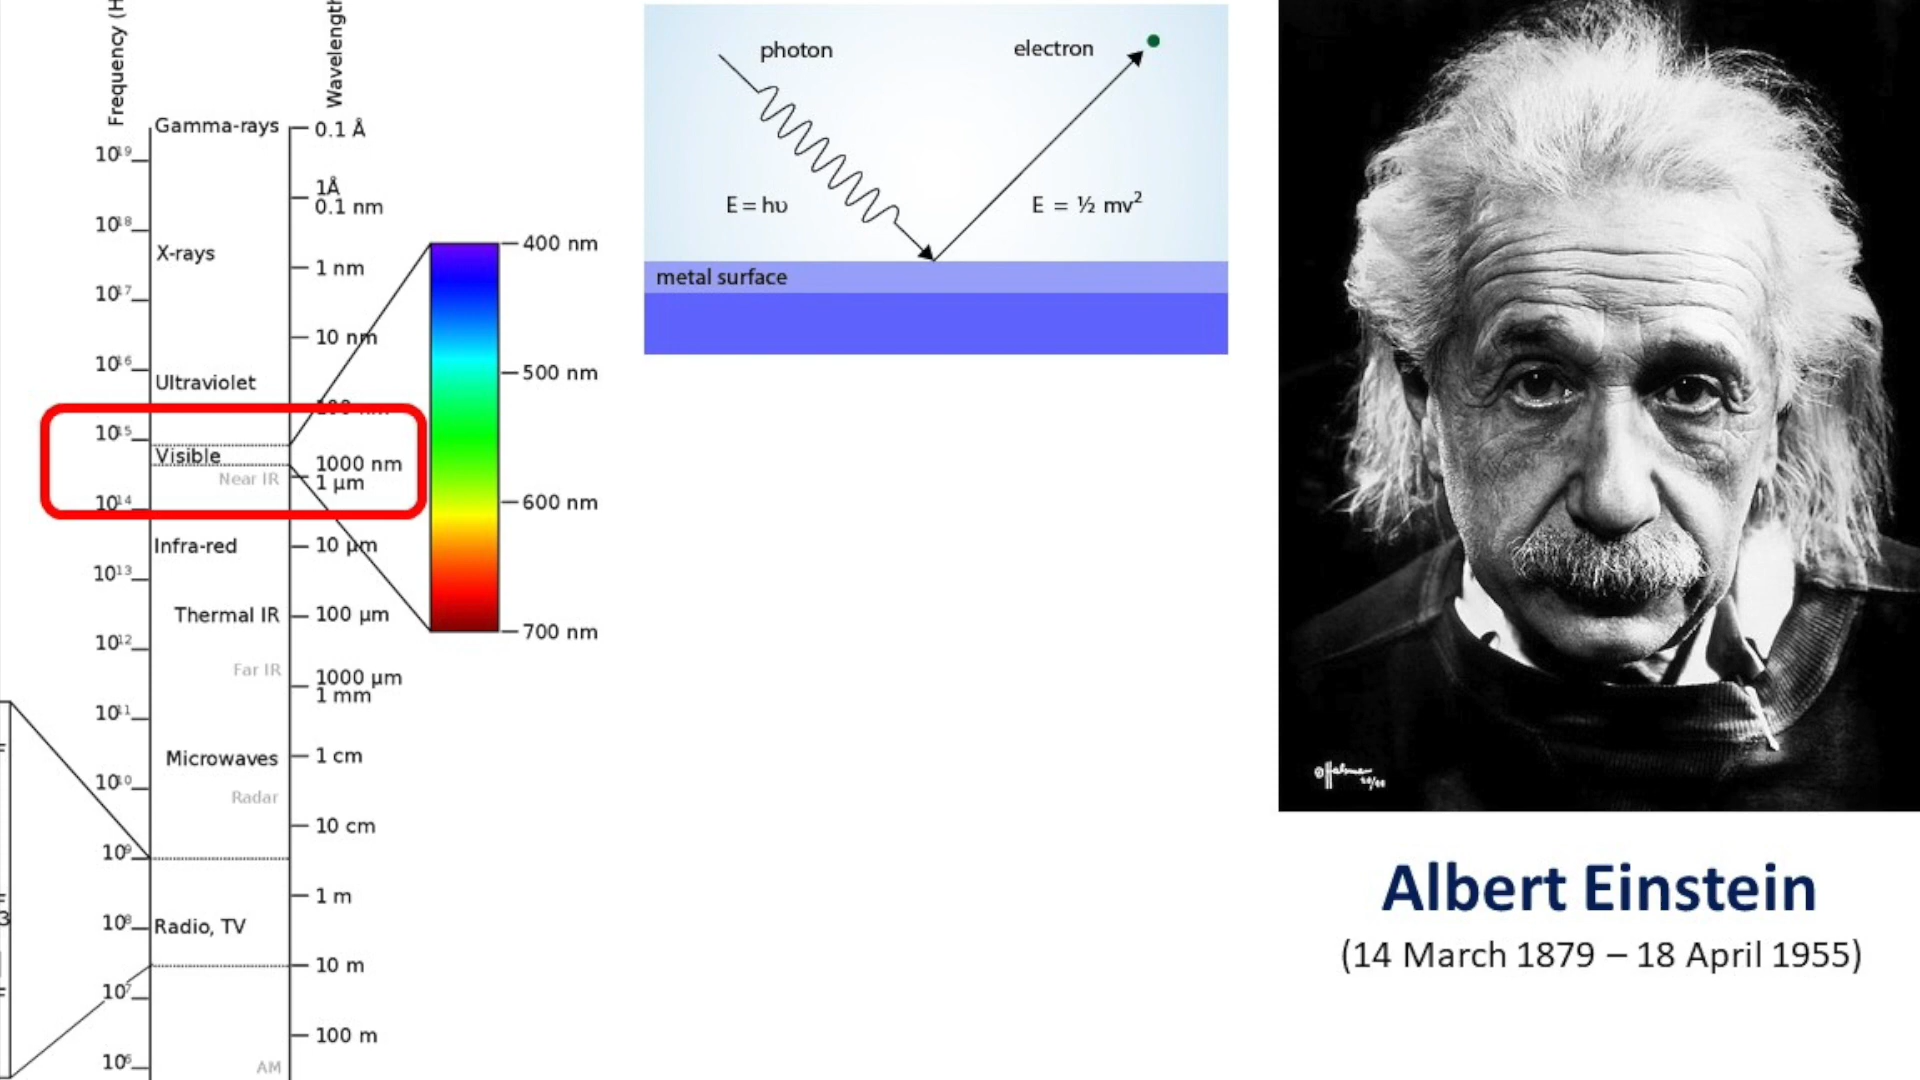 Frequency (H
Wavelength
Gamma-rays
0.1 Å
10¹⁹
1Å
0.1 nm
10¹⁸
X-rays
1 nm
10¹⁷
10 nm
10¹⁶
Ultraviolet
100 nm
10¹⁵
Visible
1000 nm
Near IR
1 µm
10¹⁴
Infra-red
10 µm
10¹³
Thermal IR
100 µm
10¹²
Far IR
1000 µm
1 mm
10¹¹
Microwaves
1 cm
10¹⁰
Radar
10 cm
10⁹
1 m
10⁸
Radio, TV
10 m
10⁷
100 m
10⁶
AM
400 nm
500 nm
600 nm
700 nm
photon
electron
E = hυ
E = ½ mv²
metal surface
Albert Einstein
(14 March 1879 – 18 April 1955)